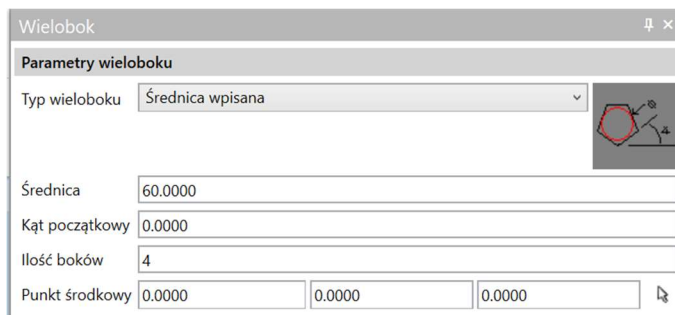 Wielobok
Parametry wieloboku
Typ wieloboku Średnica wpisana
Średnica 60.0000
Kąt początkowy 0.0000
Ilość boków 4
Punkt środkowy 0.0000 0.0000 0.0000